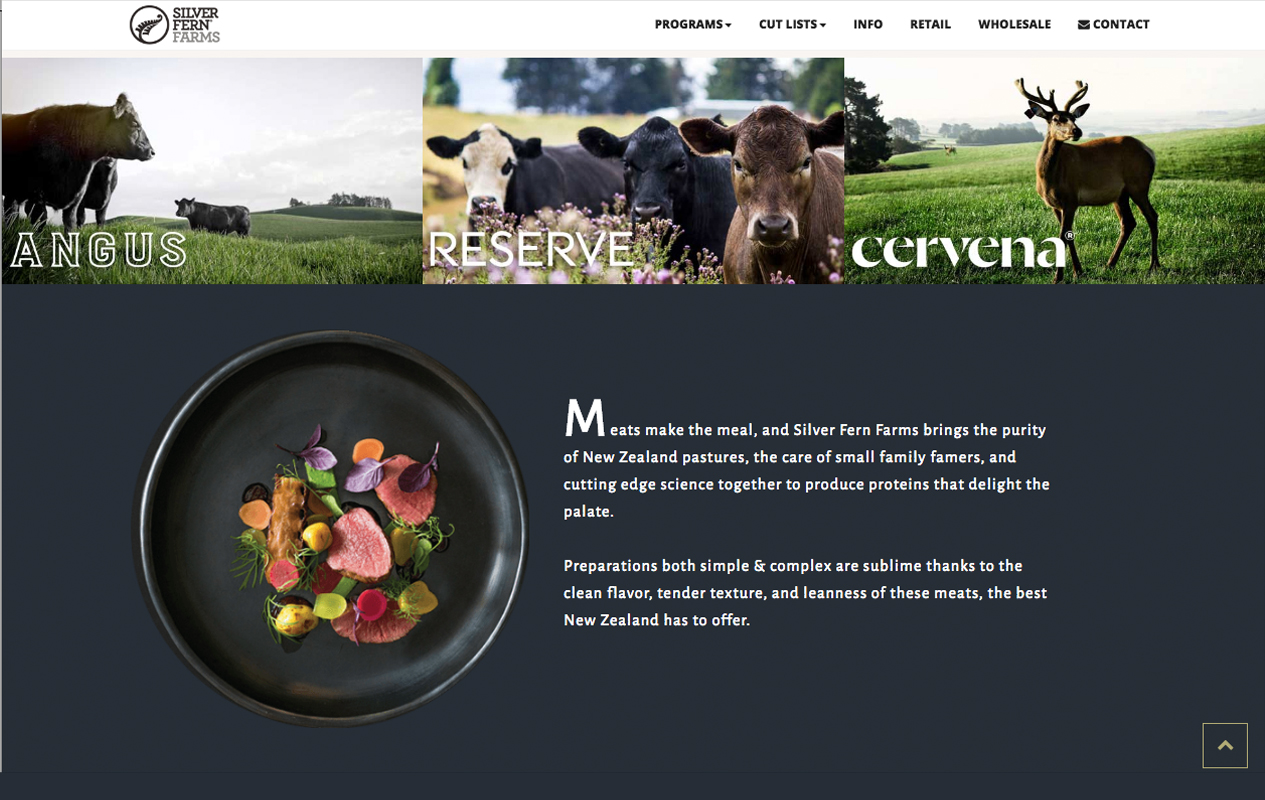 SILVER
FERN
FARMS
PROGRAMS CUT LISTS INFO RETAIL WHOLESALE CONTACT
ANGUS
RESERVE
cervena®
Meats make the meal, and Silver Fern Farms brings the purity
of New Zealand pastures, the care of small family famers, and
cutting edge science together to produce proteins that delight the
palate.
Preparations both simple & complex are sublime thanks to the
clean flavor, tender texture, and leanness of these meats, the best
New Zealand has to offer.